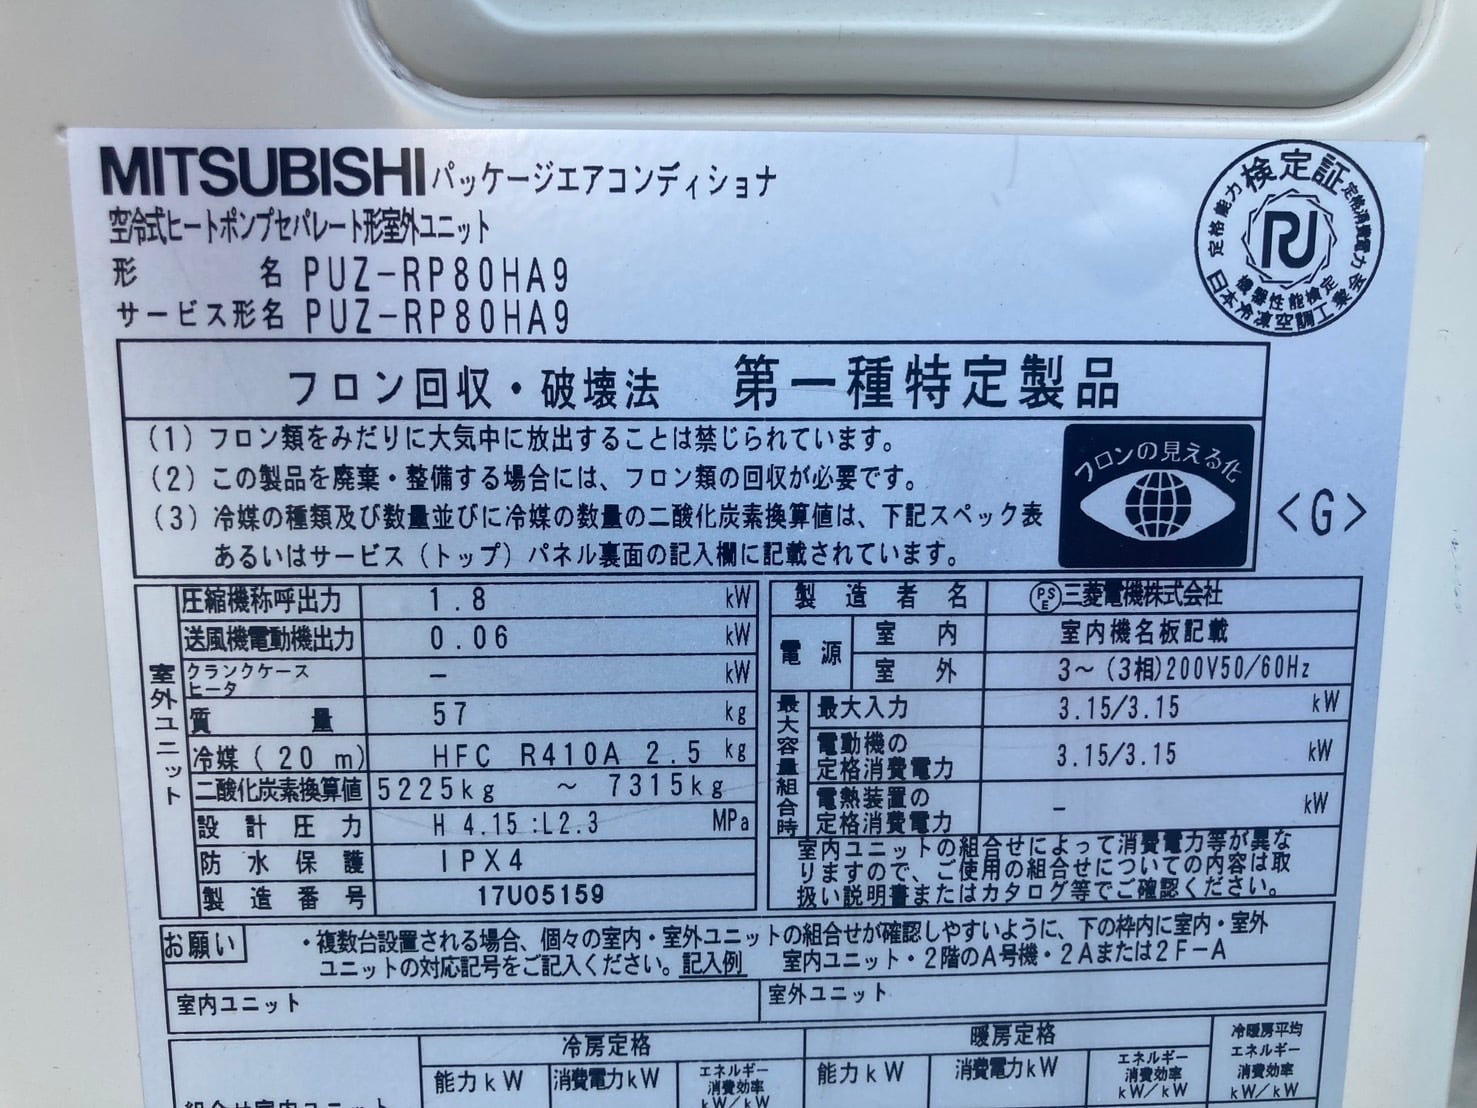 MITSUBISHI パッケージエアコンディショナ
空冷式ヒートポンプセパレート形室外ユニット
形名 PUZ-RP80HA9
サービス形名 PUZ-RP80HA9
定格能力 検定証 定格消費電力
RJ
機器性能検定
日本冷凍空調工業会
フロン回収・破壊法 第一種特定製品
(1) フロン類をみだりに大気中に放出することは禁じられています。
(2) この製品を廃棄・整備する場合には、フロン類の回収が必要です。
(3) 冷媒の種類及び数量並びに冷媒の数量の二酸化炭素換算値は、下記スペック表
あるいはサービス(トップ)パネル裏面の記入欄に記載されています。
フロンの見える化
<G>
室外ユニット
圧縮機称呼出力 1.8 kW
送風機電動機出力 0.06 kW
クランクケースヒータ - kW
質量 57 kg
冷媒(20m) HFC R410A 2.5 kg
二酸化炭素換算値 5225kg ~ 7315kg
設計圧力 H 4.15:L2.3 MPa
防水保護 IPX4
製造番号 17U05159
製造者名 PSE 三菱電機株式会社
電源 室内 室内機名板記載
室外 3~(3相)200V50/60Hz
最大容量組合時
最大入力 3.15/3.15 kW
電動機の定格消費電力 3.15/3.15 kW
電熱装置の定格消費電力 - kW
室内ユニットの組合せによって消費電力等が異な
りますので、ご使用の組合せについての内容は取
扱い説明書またはカタログ等でご確認ください。
お願い
・複数台設置される場合、個々の室内・室外ユニットの組合せが確認しやすいように、下の枠内に室内・室外
ユニットの対応記号をご記入ください。記入例 室内ユニット・2階のA号機・2Aまたは2F-A
室内ユニット 室外ユニット
冷房定格 暖房定格 冷暖房平均エネルギー消費効率 kW/kW
能力kW 消費電力kW エネルギー消費効率 kW/kW 能力kW 消費電力kW エネルギー消費効率 kW/kW
組合せ室内ユニット